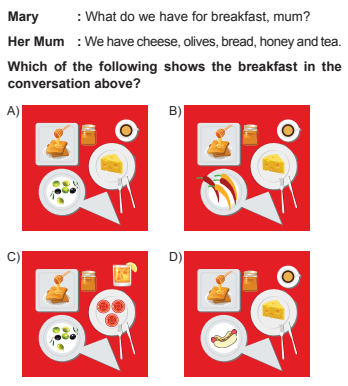 Mary : What do we have for breakfast, mum?
Her Mum : We have cheese, olives, bread, honey and tea.
Which of the following shows the breakfast in the
conversation above?
A) B)
C) D)